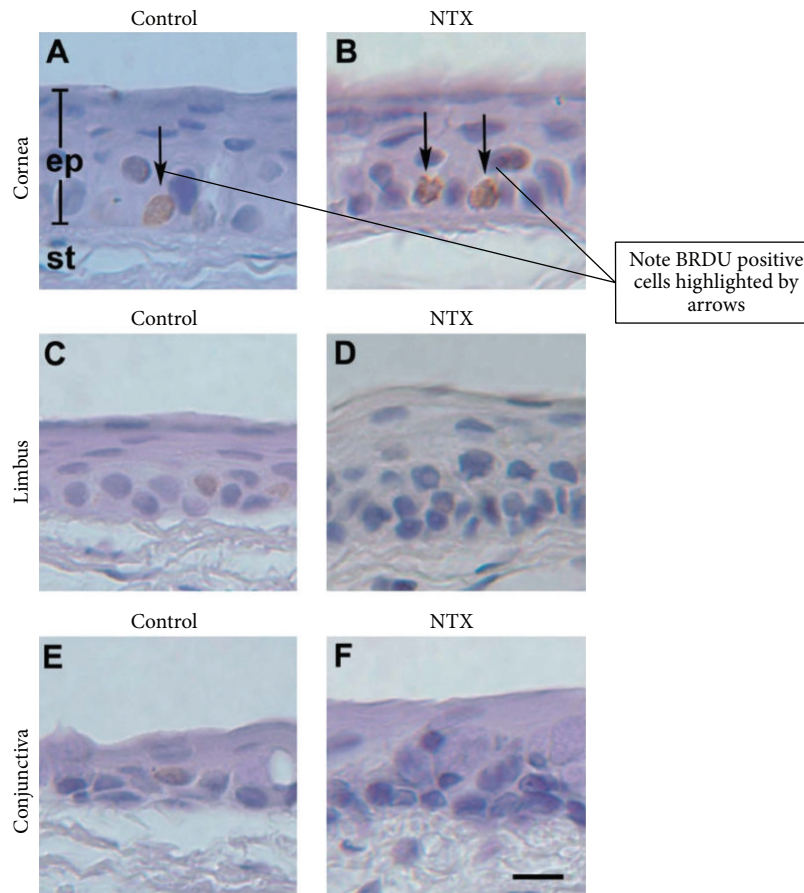 Control NTX
A B
ep
st
Cornea
Note BRDU positive
cells highlighted by
arrows
Control NTX
C D
Limbus
Control NTX
E F
Conjunctiva